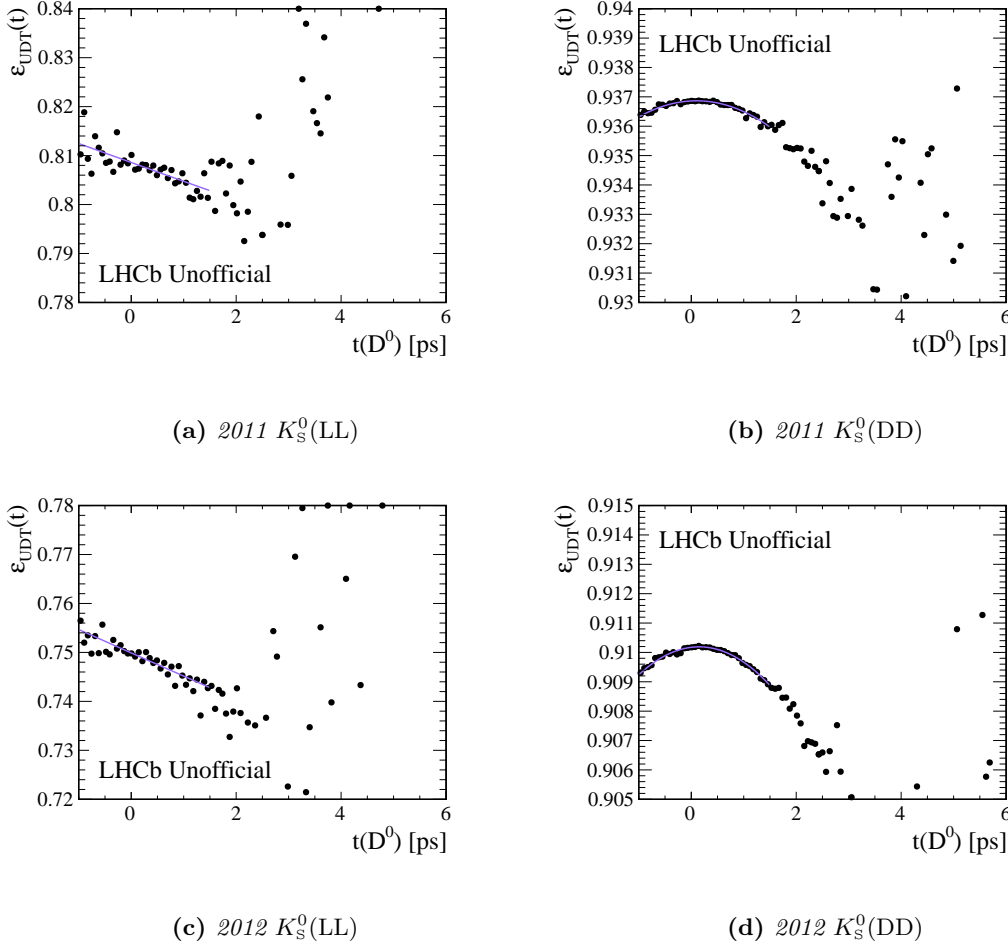 ε_UDT(t)
0.84
0.83
0.82
0.81
0.8
0.79
0.78
LHCb Unofficial
0 2 4 6
t(D⁰) [ps]
(a) 2011 K_S^0(LL)
ε_UDT(t)
0.94
0.939
0.938
0.937
0.936
0.935
0.934
0.933
0.932
0.931
0.93
LHCb Unofficial
0 2 4 6
t(D⁰) [ps]
(b) 2011 K_S^0(DD)
ε_UDT(t)
0.78
0.77
0.76
0.75
0.74
0.73
0.72
LHCb Unofficial
0 2 4 6
t(D⁰) [ps]
(c) 2012 K_S^0(LL)
ε_UDT(t)
0.915
0.914
0.913
0.912
0.911
0.91
0.909
0.908
0.907
0.906
0.905
LHCb Unofficial
0 2 4 6
t(D⁰) [ps]
(d) 2012 K_S^0(DD)